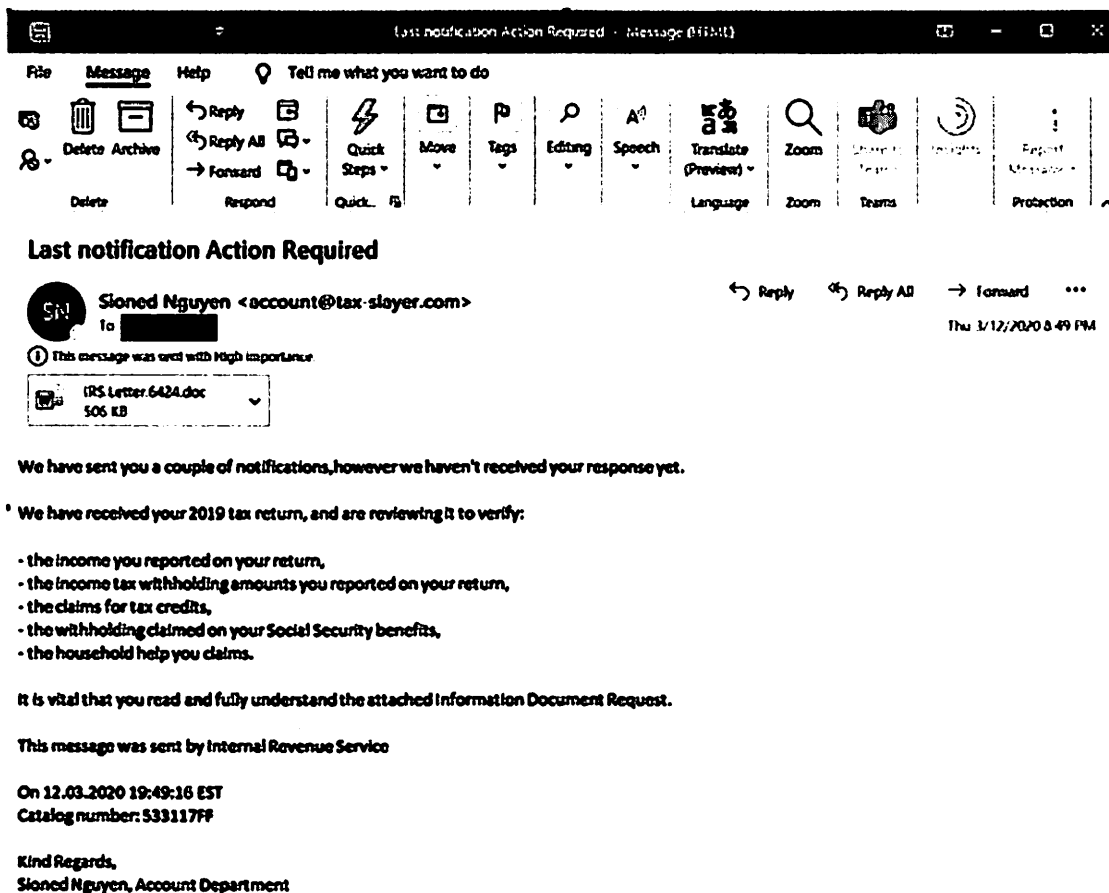 Last notification Action Required - Message (HTML)
File Message Help Tell me what you want to do
Delete Archive
Reply
Reply All
Forward
Quick Steps
Move
Tags
Editing
Speech
Translate (Preview)
Zoom
Share to Teams
Insights
Report Message
Delete Respond Quick... Language Zoom Teams Protection
Last notification Action Required
SN
Sioned Nguyen <account@tax-slayer.com>
To
Reply Reply All Forward
Thu 3/12/2020 8:49 PM
This message was sent with High importance.
IRS.Letter.6424.doc
506 KB
We have sent you a couple of notifications,however we haven't received your response yet.
We have received your 2019 tax return, and are reviewing it to verify:
- the income you reported on your return,
- the income tax withholding amounts you reported on your return,
- the claims for tax credits,
- the withholding claimed on your Social Security benefits,
- the household help you claims.
It is vital that you read and fully understand the attached Information Document Request.
This message was sent by Internal Revenue Service
On 12.03.2020 19:49:16 EST
Catalog number: 533117FF
Kind Regards,
Sioned Nguyen, Account Department